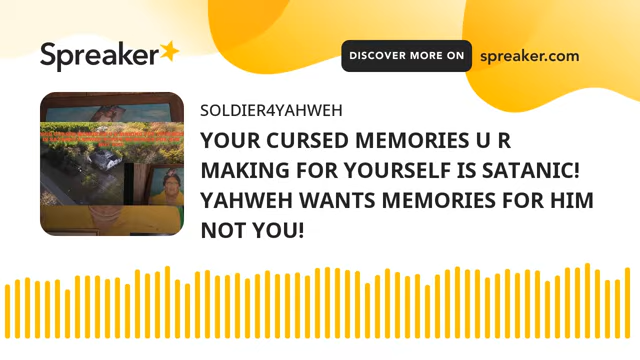 Spreaker
DISCOVER MORE ON
spreaker.com
SOLDIER4YAHWEH
YOUR CURSED MEMORIES U R
MAKING FOR YOURSELF IS SATANIC!
YAHWEH WANTS MEMORIES FOR HIM
NOT YOU!